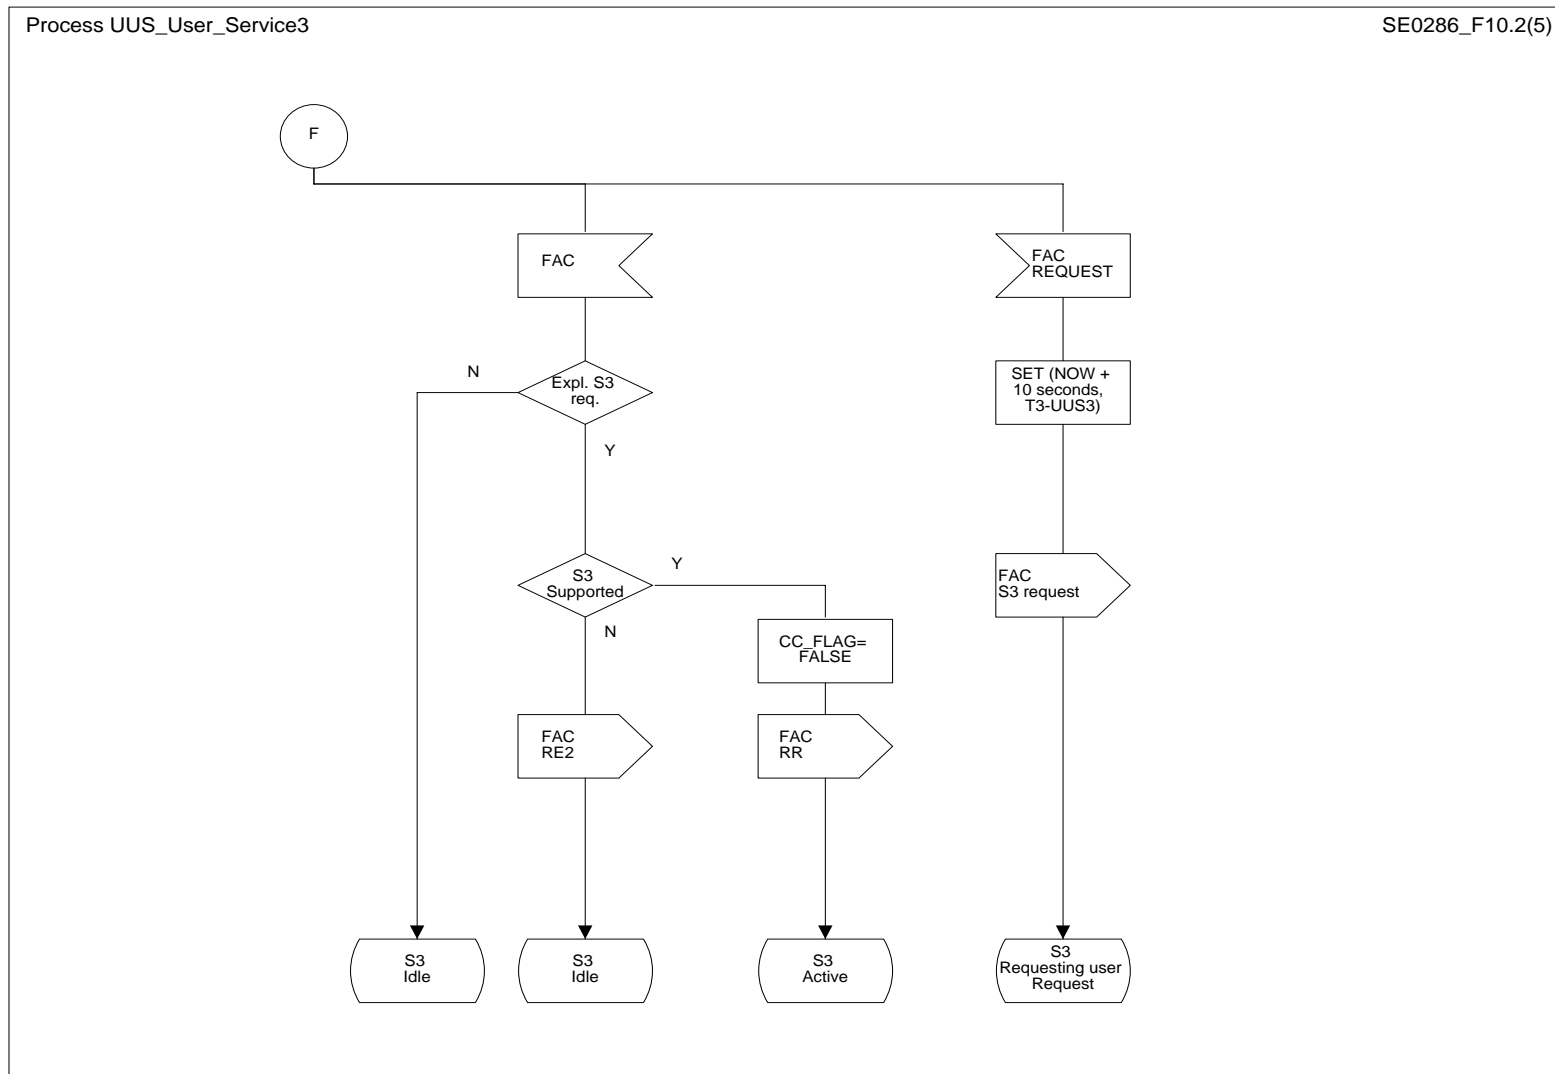 Process UUS_User_Service3
SE0286_F10.2(5)
F
FAC
FAC
REQUEST
N
Expl. S3
req.
SET (NOW +
10 seconds,
T3-UUS3)
Y
S3
Supported
Y
FAC
S3 request
N
CC_FLAG=
FALSE
FAC
RE2
FAC
RR
S3
Idle
S3
Idle
S3
Active
S3
Requesting user
Request